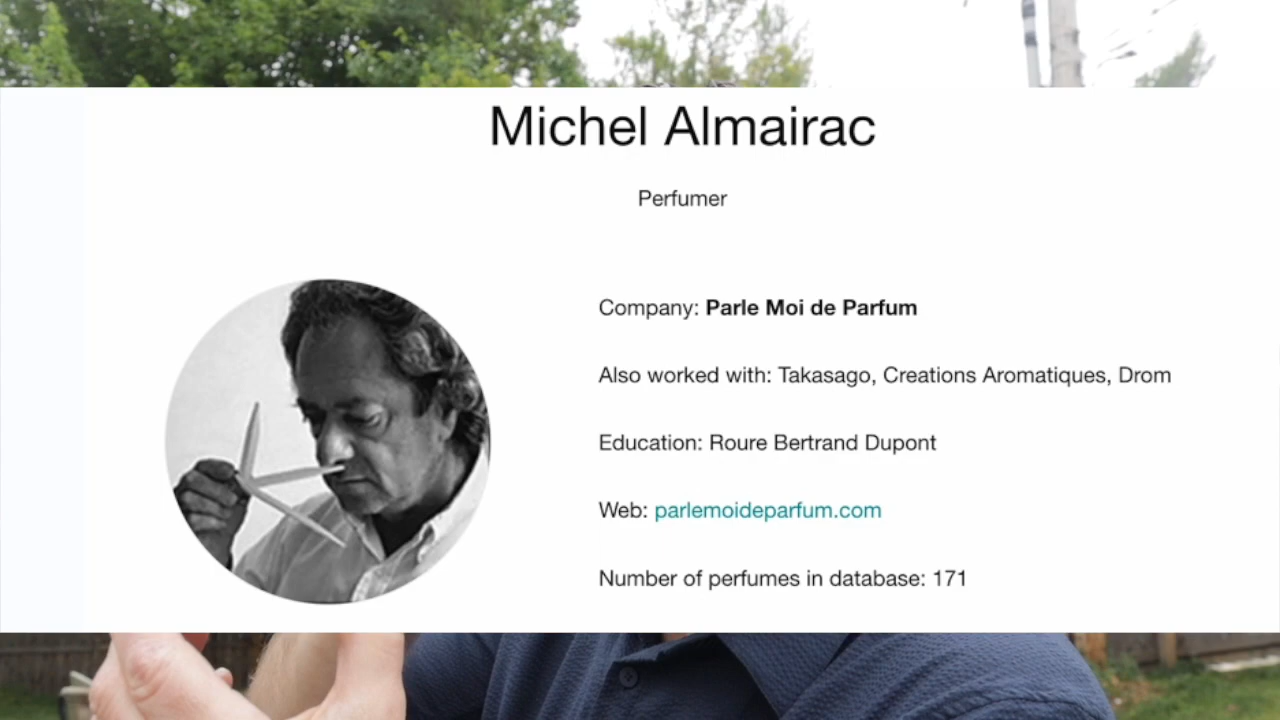 Michel Almairac
Perfumer
Company: Parle Moi de Parfum
Also worked with: Takasago, Creations Aromatiques, Drom
Education: Roure Bertrand Dupont
Web: parlemoideparfum.com
Number of perfumes in database: 171